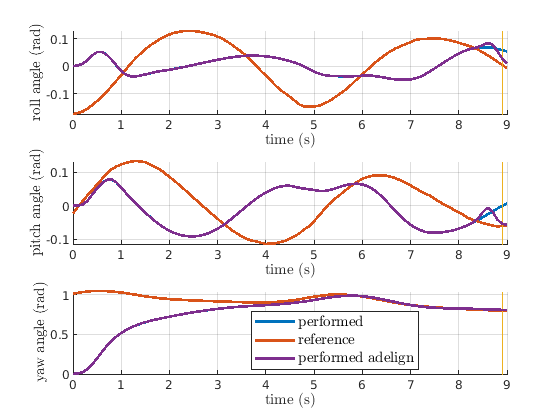 roll angle (rad)
0.1
0
-0.1
0 1 2 3 4 5 6 7 8 9
time (s)
pitch angle (rad)
0.1
0
-0.1
0 1 2 3 4 5 6 7 8 9
time (s)
yaw angle (rad)
1
0.5
0
performed
reference
performed adelign
0 1 2 3 4 5 6 7 8 9
time (s)